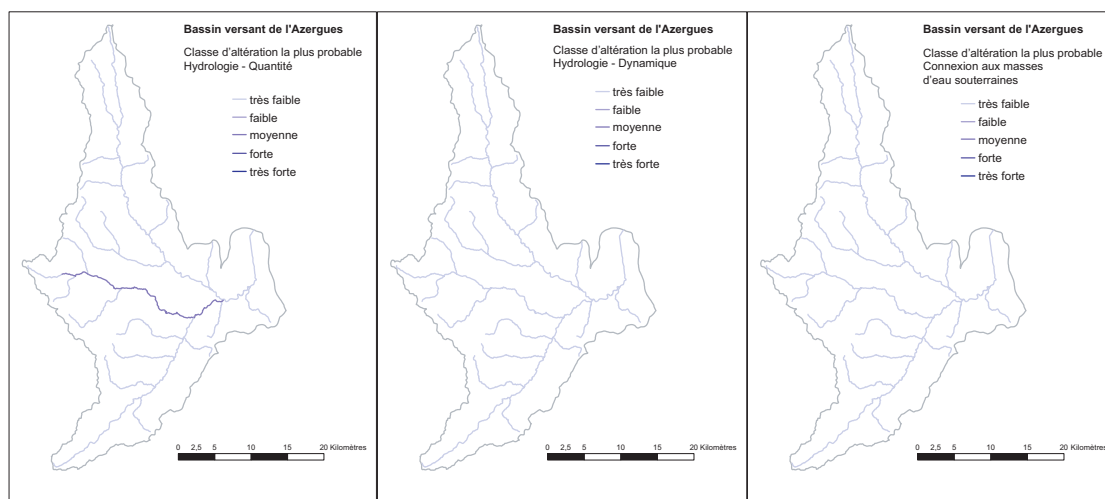 Bassin versant de l'Azergues
Classe d'altération la plus probable
Hydrologie - Quantité
très faible
faible
moyenne
forte
très forte
0 2,5 5 10 15 20 Kilomètres
Bassin versant de l'Azergues
Classe d'altération la plus probable
Hydrologie - Dynamique
très faible
faible
moyenne
forte
très forte
0 2,5 5 10 15 20 Kilomètres
Bassin versant de l'Azergues
Classe d'altération la plus probable
Connexion aux masses
d'eau souterraines
très faible
faible
moyenne
forte
très forte
0 2,5 5 10 15 20 Kilomètres